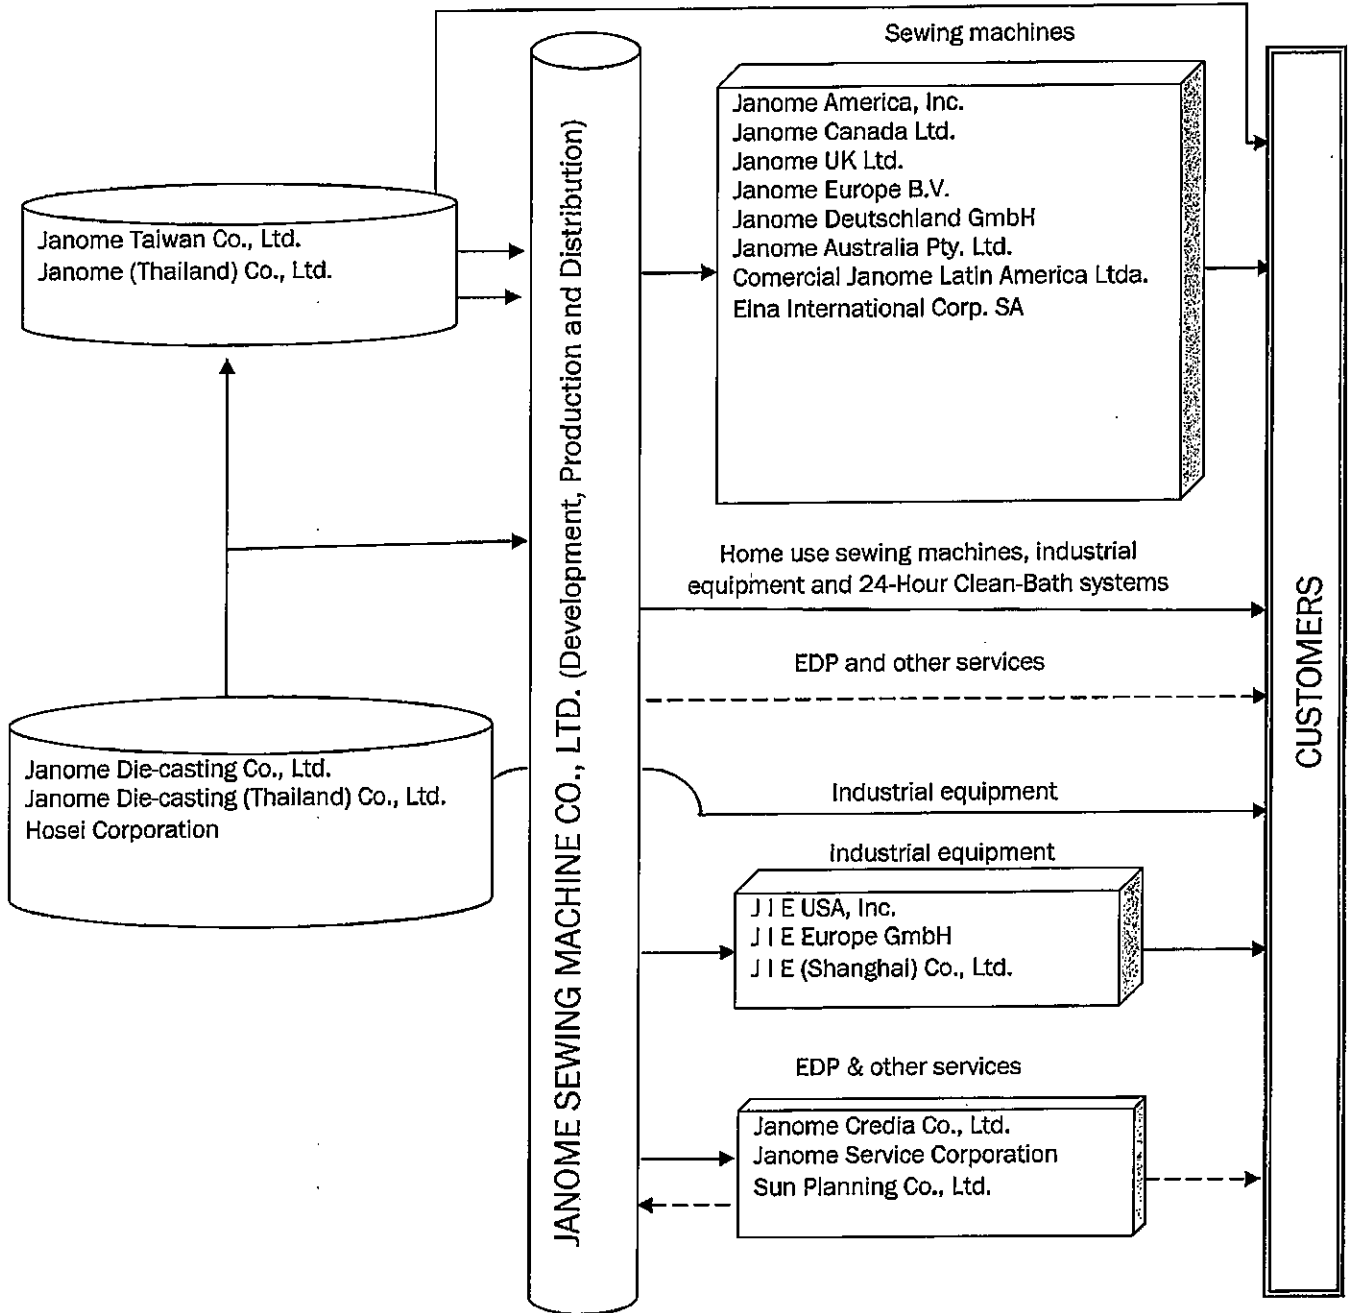 Sewing machines
Janome America, Inc.
Janome Canada Ltd.
Janome UK Ltd.
Janome Europe B.V.
Janome Deutschland GmbH
Janome Australia Pty. Ltd.
Comercial Janome Latin America Ltda.
Elna International Corp. SA
Janome Taiwan Co., Ltd.
Janome (Thailand) Co., Ltd.
JANOME SEWING MACHINE CO., LTD. (Development, Production and Distribution)
Home use sewing machines, industrial
equipment and 24-Hour Clean-Bath systems
EDP and other services
CUSTOMERS
Janome Die-casting Co., Ltd.
Janome Die-casting (Thailand) Co., Ltd.
Hosei Corporation
Industrial equipment
Industrial equipment
J I E USA, Inc.
J I E Europe GmbH
J I E (Shanghai) Co., Ltd.
EDP & other services
Janome Credia Co., Ltd.
Janome Service Corporation
Sun Planning Co., Ltd.